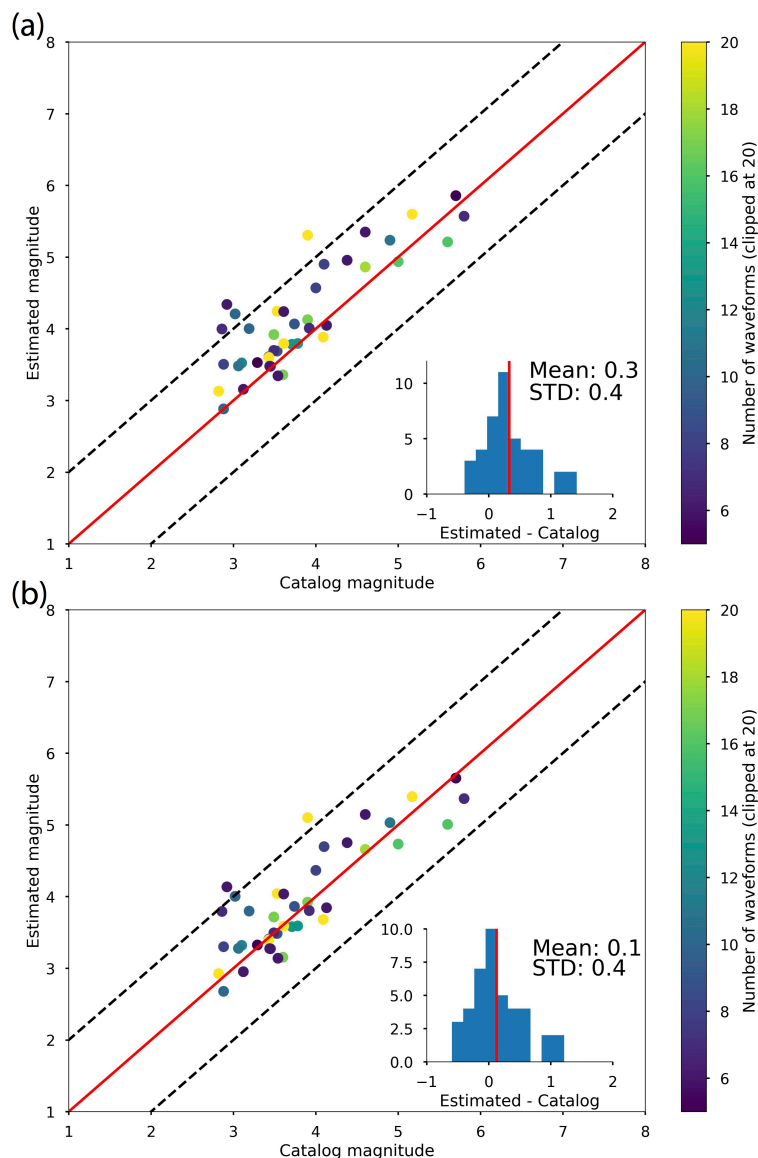 (a)
8
7
6
5
4
3
2
1
Estimated magnitude
1 2 3 4 5 6 7 8
Catalog magnitude
10
5
0
Mean: 0.3
STD: 0.4
−1 0 1 2
Estimated - Catalog
20
18
16
14
12
10
8
6
Number of waveforms (clipped at 20)
(b)
8
7
6
5
4
3
2
1
Estimated magnitude
1 2 3 4 5 6 7 8
Catalog magnitude
10.0
7.5
5.0
2.5
0.0
Mean: 0.1
STD: 0.4
−1 0 1 2
Estimated - Catalog
20
18
16
14
12
10
8
6
Number of waveforms (clipped at 20)